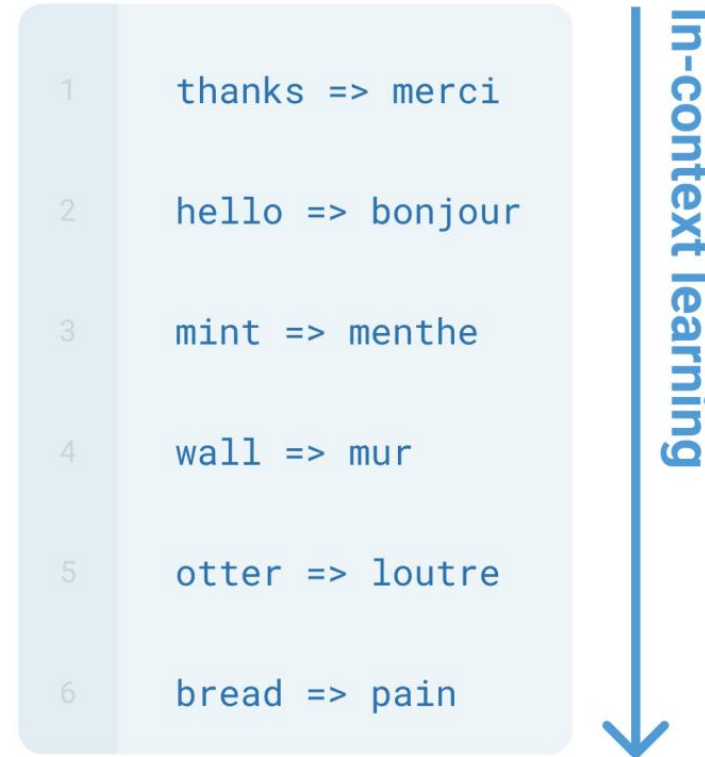 1 thanks => merci
2 hello => bonjour
3 mint => menthe
4 wall => mur
5 otter => loutre
6 bread => pain
In-context learning